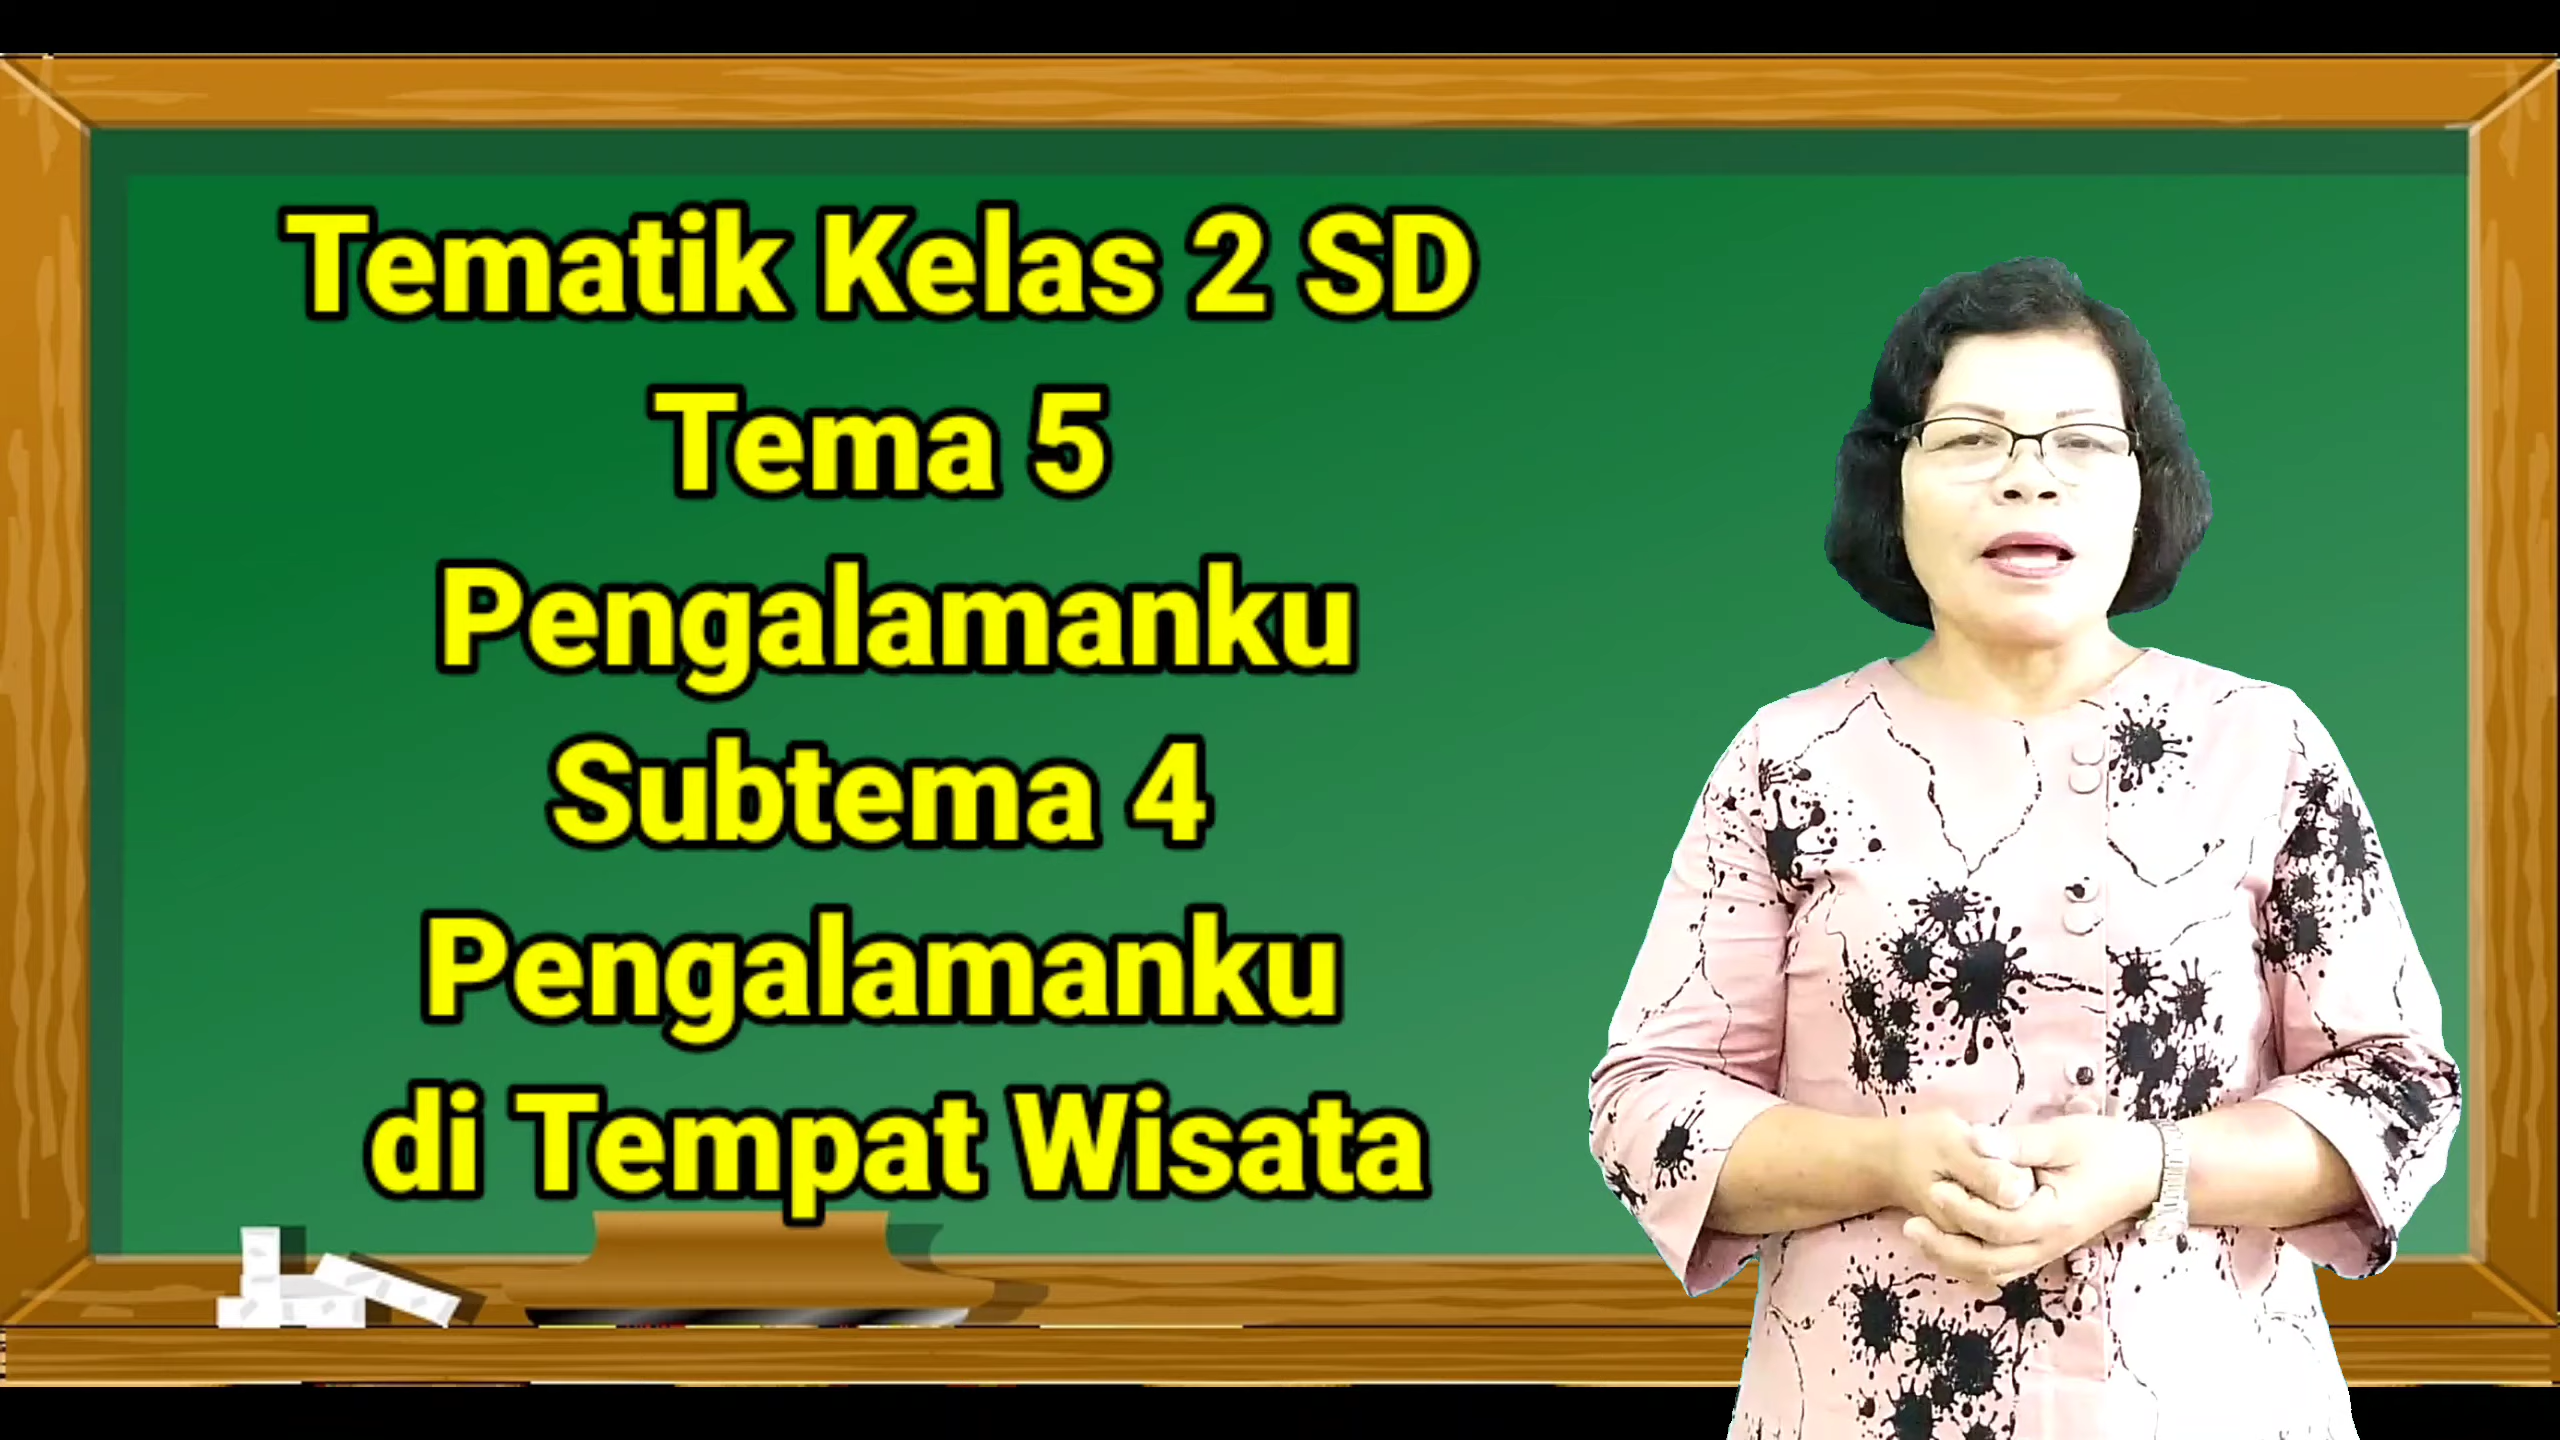 Tematik Kelas 2 SD
Tema 5
Pengalamanku
Subtema 4
Pengalamanku
di Tempat Wisata